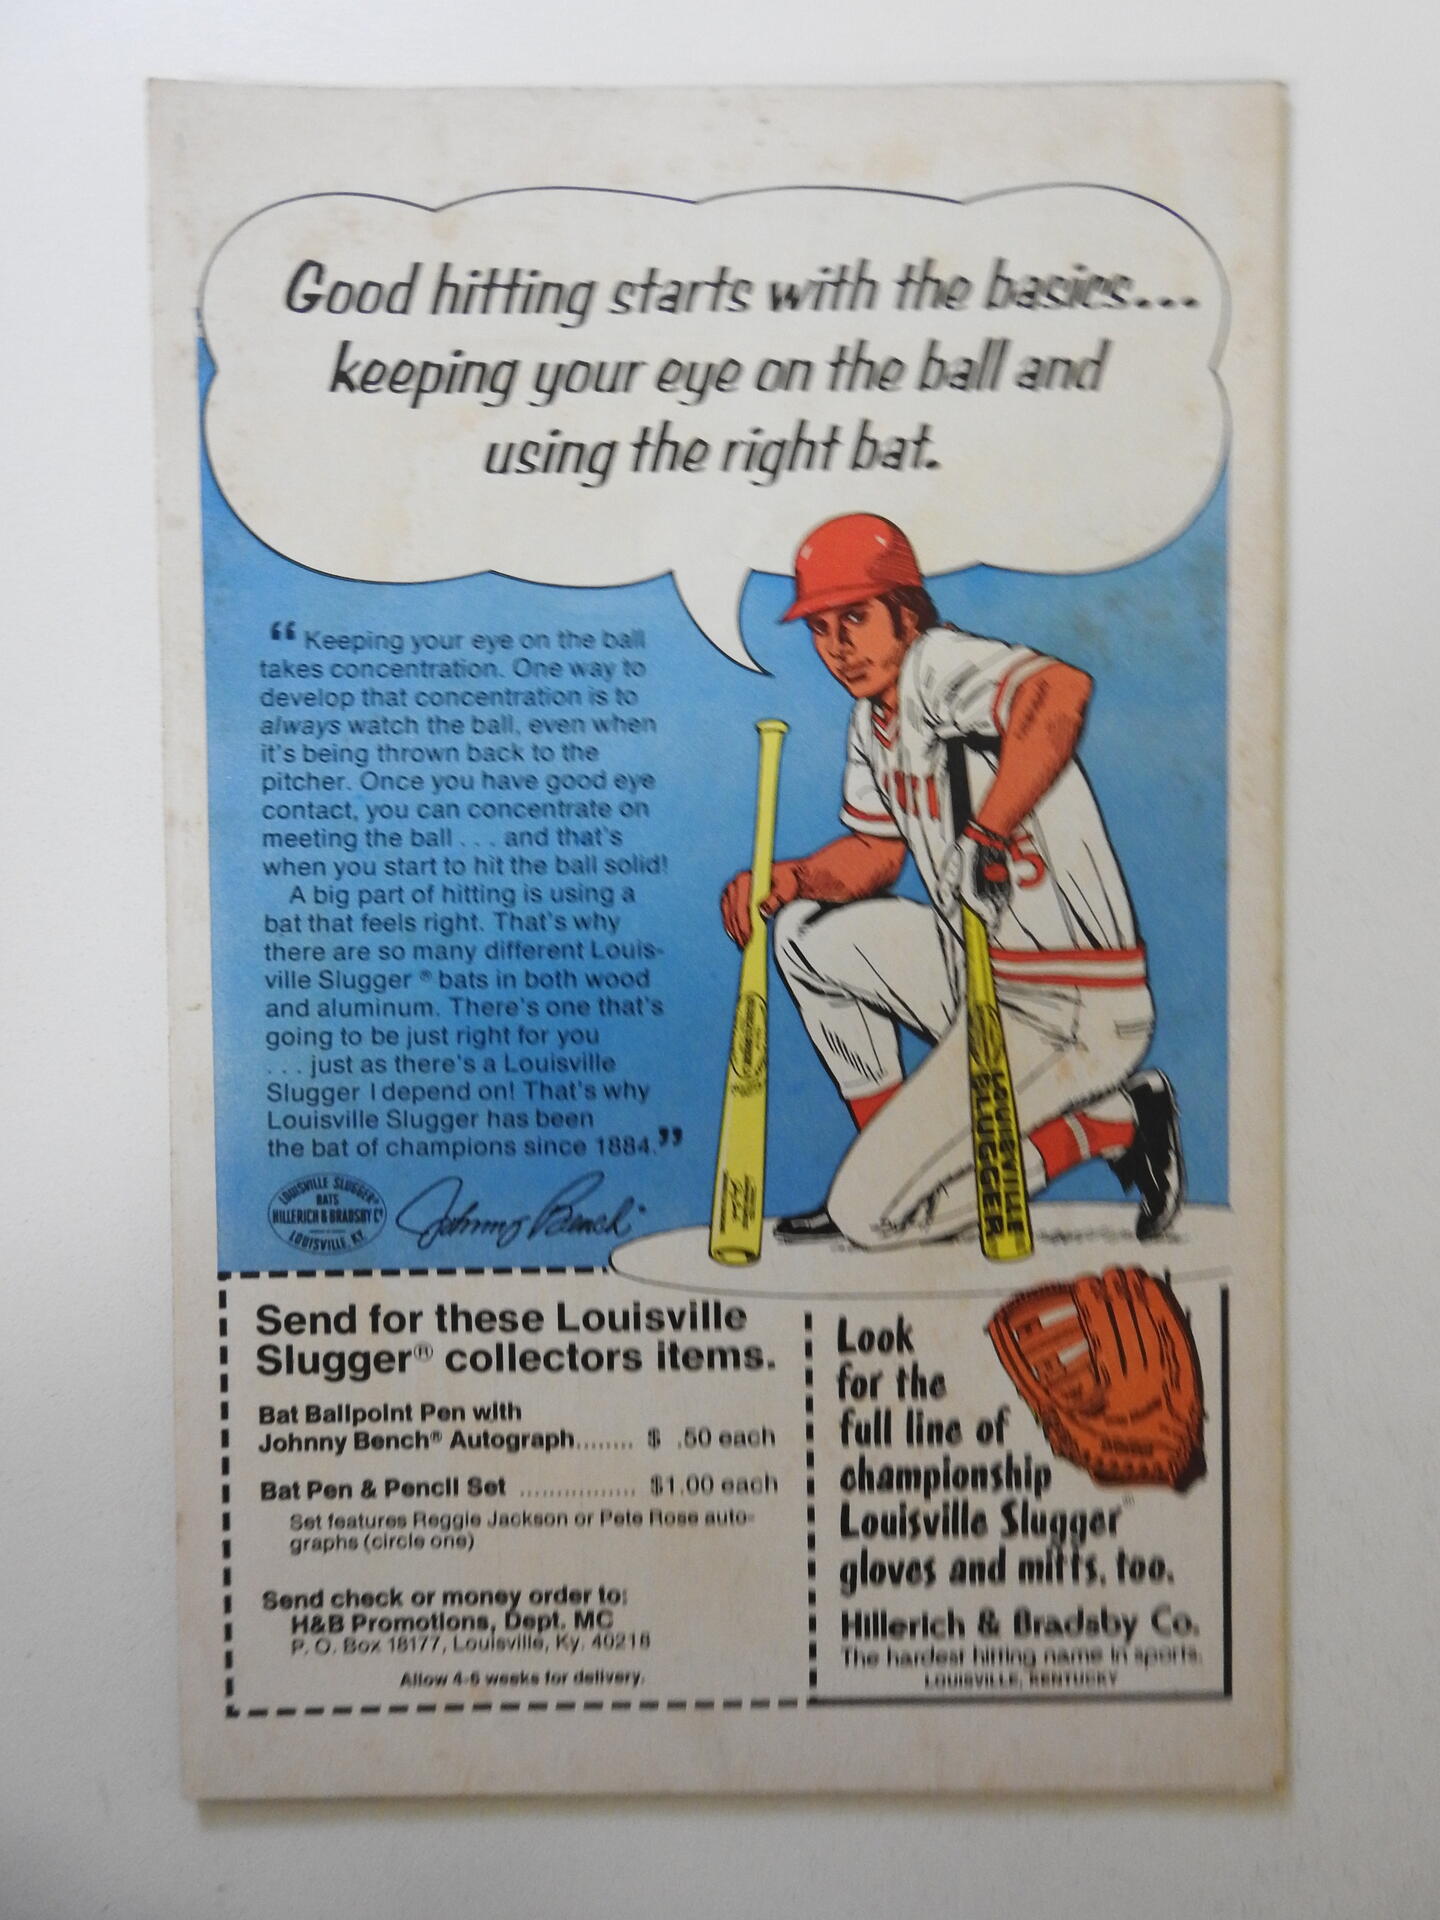 Good hitting starts with the basics...
keeping your eye on the ball and
using the right bat.
“ Keeping your eye on the ball
takes concentration. One way to
develop that concentration is to
always watch the ball, even when
it's being thrown back to the
pitcher. Once you have good eye
contact, you can concentrate on
meeting the ball . . . and that's
when you start to hit the ball solid!
A big part of hitting is using a
bat that feels right. That's why
there are so many different Louis-
ville Slugger ® bats in both wood
and aluminum. There's one that's
going to be just right for you
. . . just as there's a Louisville
Slugger I depend on! That's why
Louisville Slugger has been
the bat of champions since 1884.”
LOUISVILLE SLUGGER
BATS
HILLERICH & BRADSBY Cº
LOUISVILLE, KY.
Johnny Bench
5
LOUISVILLE
SLUGGER
Send for these Louisville
Slugger® collectors items.
Bat Ballpoint Pen with
Johnny Bench® Autograph........ $ .50 each
Bat Pen & Pencil Set ................ $1.00 each
Set features Reggie Jackson or Pete Rose auto-
graphs (circle one)
Send check or money order to:
H&B Promotions, Dept. MC
P. O. Box 18177, Louisville, Ky. 40218
Allow 4-6 weeks for delivery.
Look
for the
full line of
championship
Louisville Slugger®
gloves and mitts, too.
Hillerich & Bradsby Co.
The hardest hitting name in sports.
LOUISVILLE, KENTUCKY